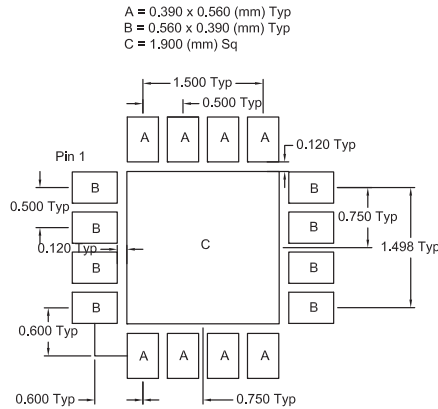 A = 0.390 x 0.560 (mm) Typ
B = 0.560 x 0.390 (mm) Typ
C = 1.900 (mm) Sq
1.500 Typ
0.500 Typ
A A A A
0.120 Typ
Pin 1
B B
0.500 Typ
0.750 Typ
B B
1.498 Typ
0.120 Typ
C
B B
B B
0.600 Typ
A A A A
0.600 Typ
0.750 Typ